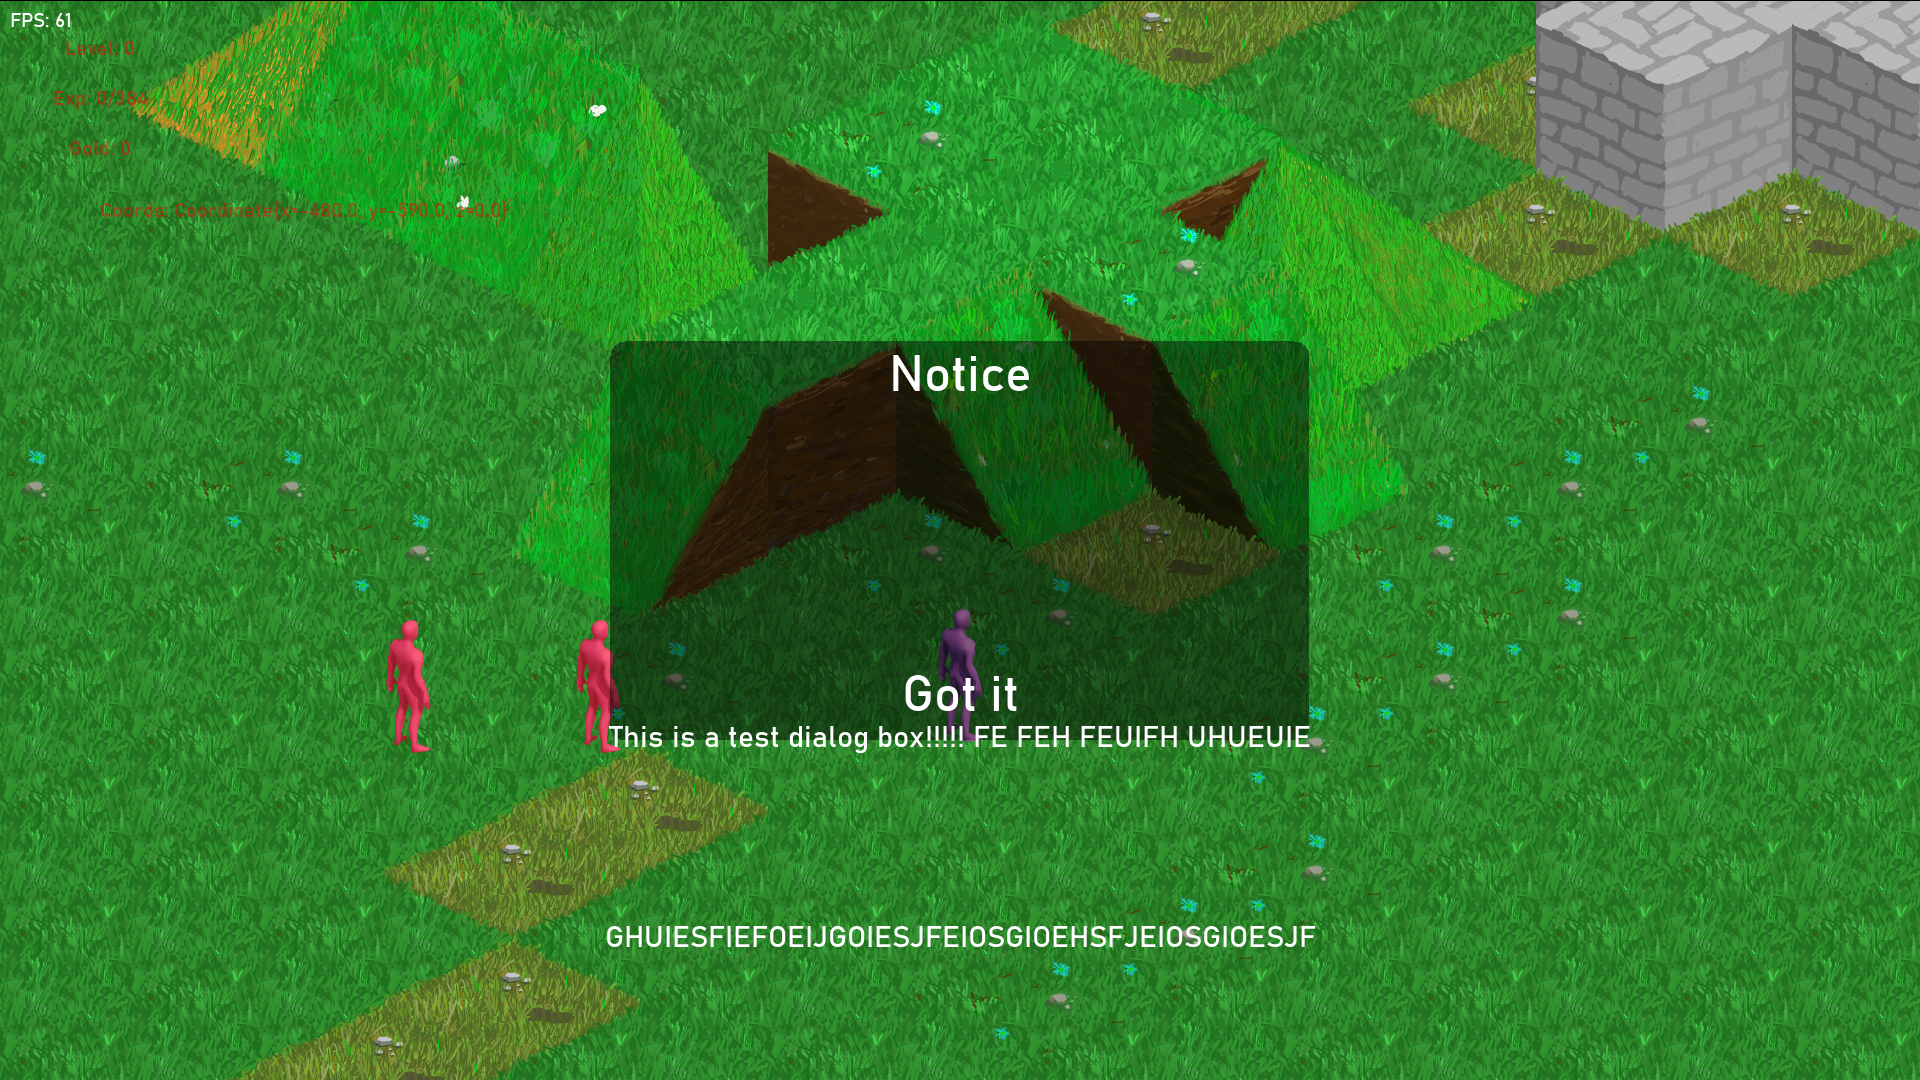 FPS: 61
Level: 0
Exp: 0/384
Gold: 0
Coords: Coordinate{x=-480.0, y=-590.0, z=0.0}
Notice
Got it
This is a test dialog box!!!!! FE FEH FEUIFH UHUEUIE
GHUIESFIEFOEIJGOIESJFEIOSGIOEHSFJEIOSGIOESJF